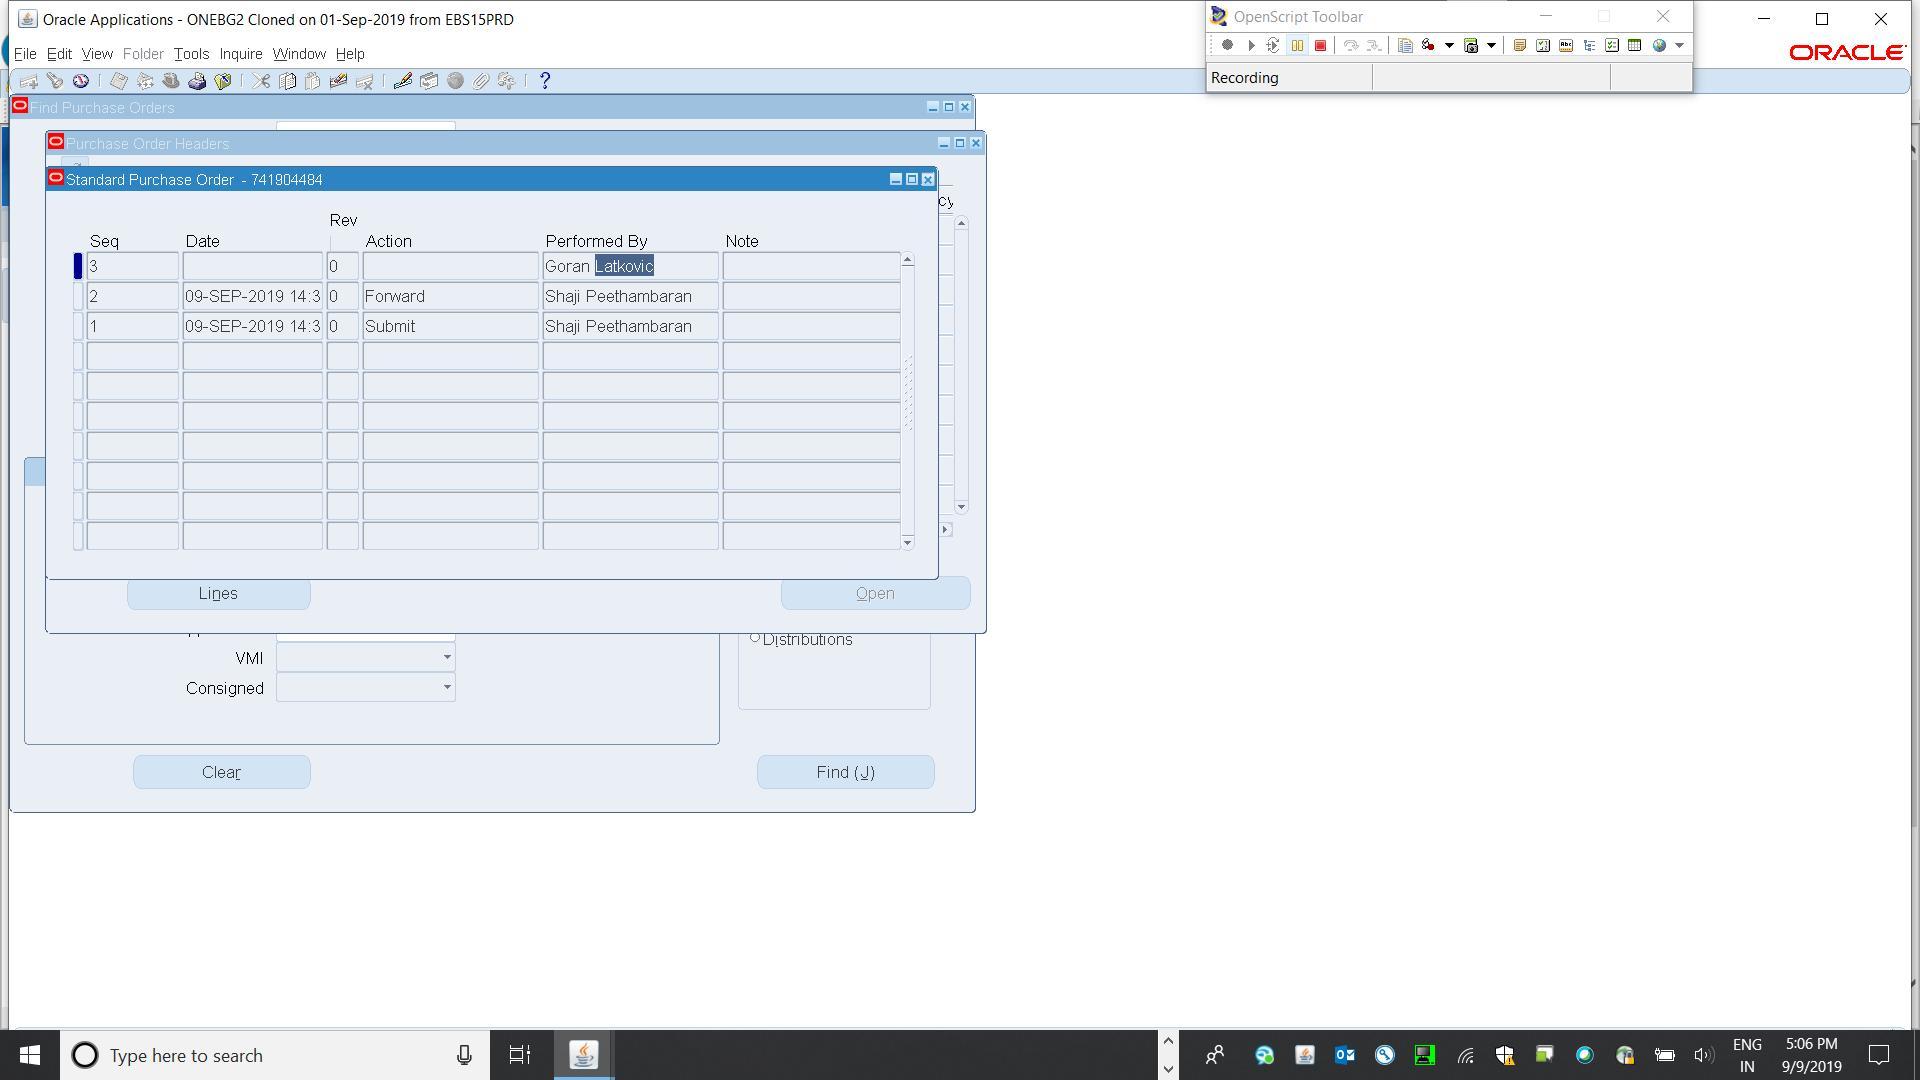 Oracle Applications - ONEBG2 Cloned on 01-Sep-2019 from EBS15PRD
OpenScript Toolbar
File Edit View Folder Tools Inquire Window Help
ORACLE
Recording
Find Purchase Orders
Purchase Order Headers
Standard Purchase Order - 741904484
cy
Rev
Seq Date Action Performed By Note
3 0 Goran Latkovic
2 09-SEP-2019 14:3 0 Forward Shaji Peethambaran
1 09-SEP-2019 14:3 0 Submit Shaji Peethambaran
Lines Open
Distributions
VMI
Consigned
Clear Find (J)
Type here to search
ENG
IN
5:06 PM
9/9/2019